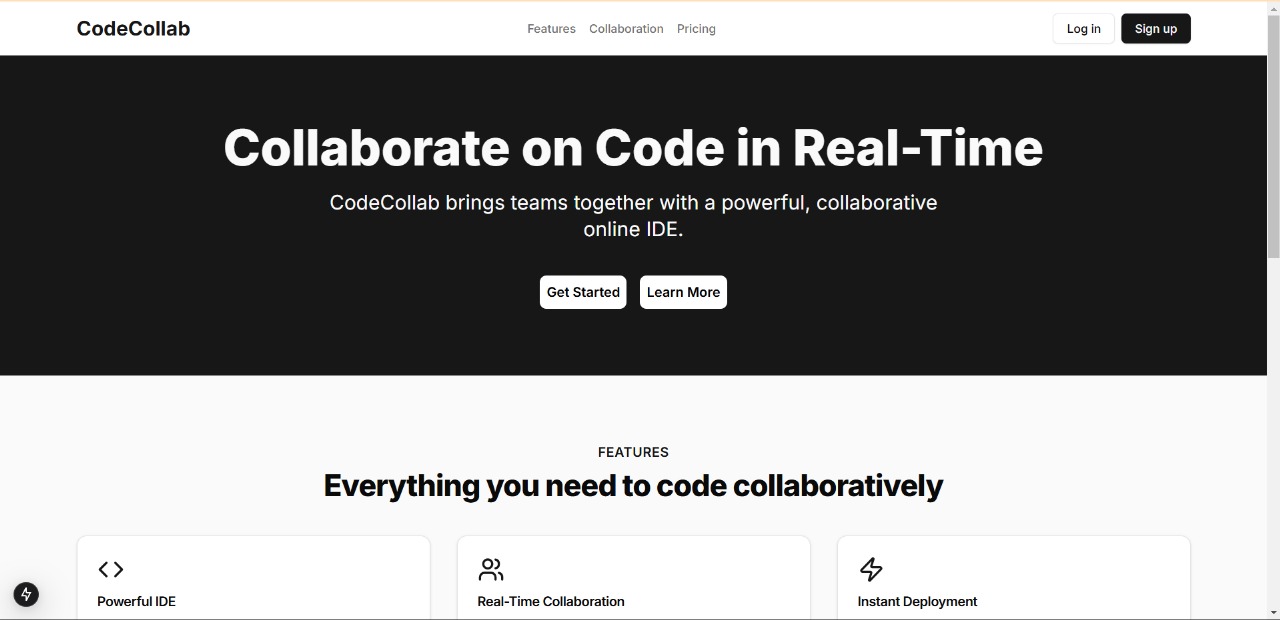 CodeCollab
Features Collaboration Pricing
Log in Sign up
Collaborate on Code in Real-Time
CodeCollab brings teams together with a powerful, collaborative
online IDE.
Get Started Learn More
FEATURES
Everything you need to code collaboratively
Powerful IDE
Real-Time Collaboration
Instant Deployment